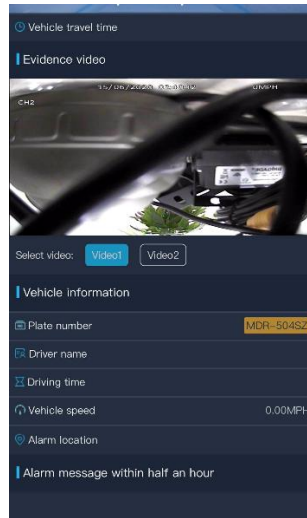 Vehicle travel time
Evidence video
0MPH
CH2
Select video: Video1 Video2
Vehicle information
Plate number MDR-504SZ
Driver name
Driving time
Vehicle speed 0.00MPH
Alarm location
Alarm message within half an hour